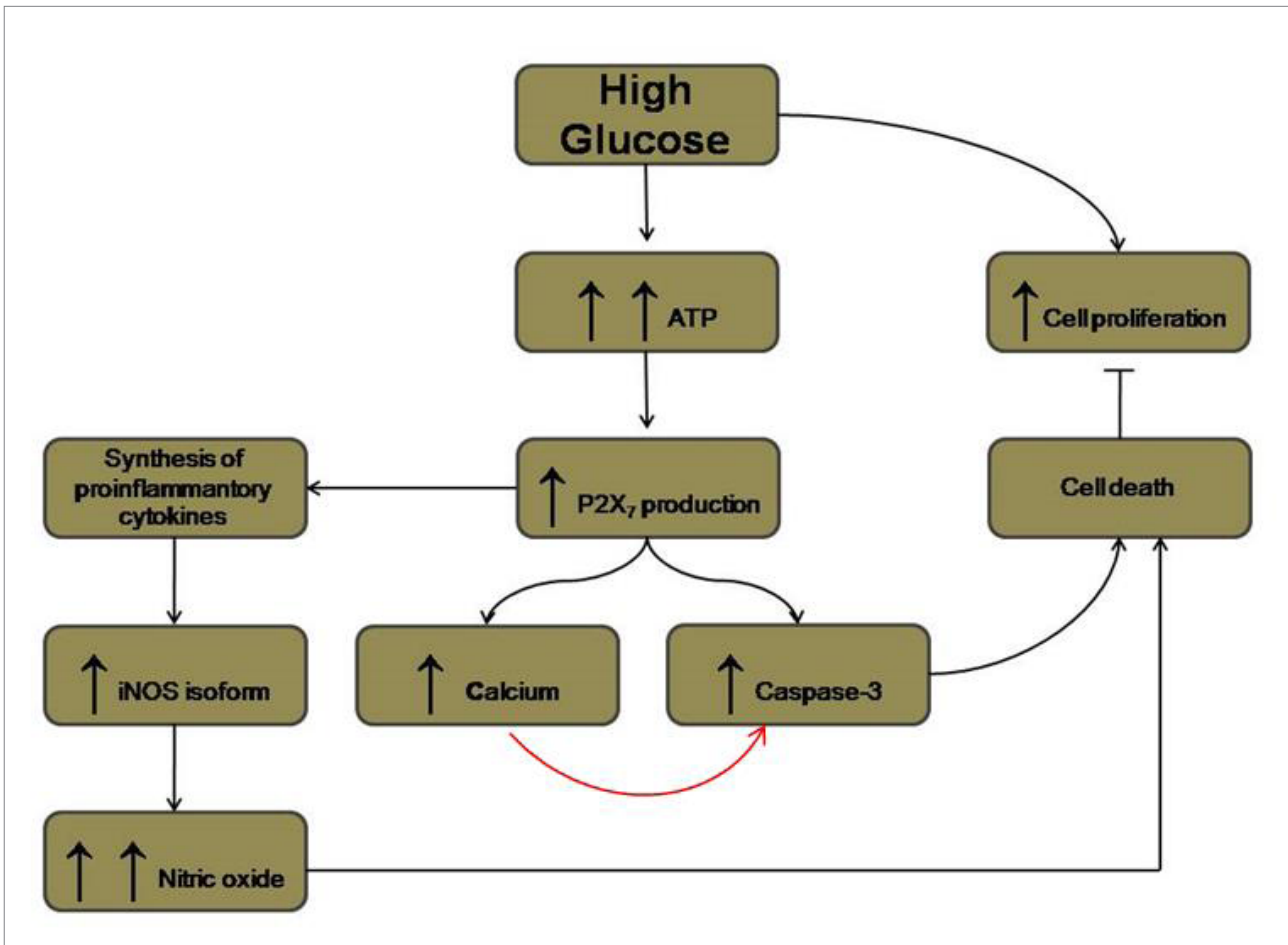 High
Glucose
↑ ↑ ATP
↑ Cell proliferation
Synthesis of
proinflammantory
cytokines
↑ P2X₇ production
Cell death
↑ iNOS isoform
↑ Calcium
↑ Caspase-3
↑ ↑ Nitric oxide